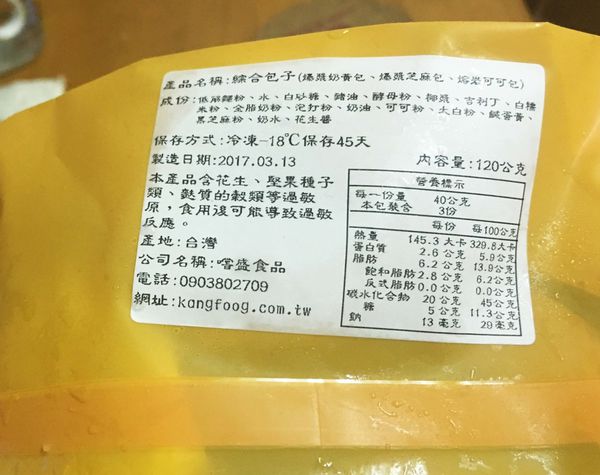 產品名稱:綜合包子(爆漿奶黃包、爆漿芝麻包、熔岩可可包)
成份:低筋麵粉、水、白砂糖、豬油、酵母粉、椰漿、吉利丁、白糯
米粉、全脂奶粉、泡打粉、奶油、可可粉、太白粉、鹹蛋黃、
黑芝麻粉、奶水、花生醬
保存方式:冷凍-18℃保存45天
製造日期:2017.03.13
內容量:120公克
本產品含花生、堅果種子
類、麩質的穀類等過敏
原,食用後可能導致過敏
反應。
產地:台灣
公司名稱:嚐盛食品
電話:0903802709
網址:kangfoog.com.tw
營養標示
每一份量 40公克
本包裝含 3份
每份 每100公克
熱量 145.3 大卡 329.8大卡
蛋白質 2.6 公克 5.9公克
脂肪 6.2 公克 13.9公克
飽和脂肪 2.8 公克 6.2公克
反式脂肪 0.0 公克 0.0公克
碳水化合物 20 公克 45公克
糖 5 公克 11.3公克
鈉 13 毫克 29毫克